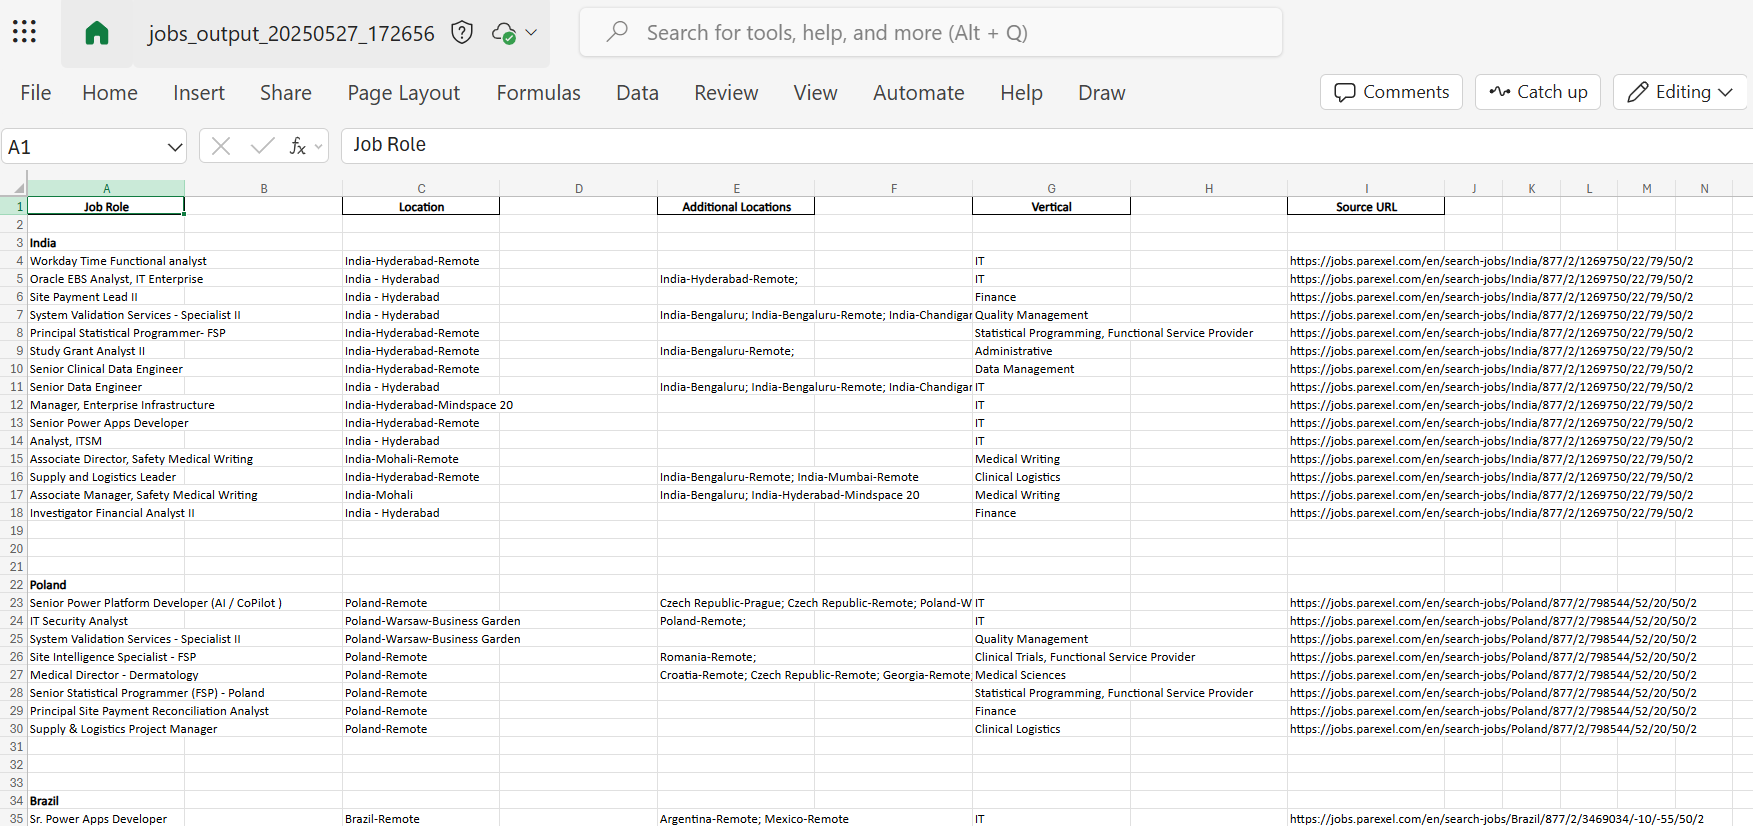 jobs_output_20250527_172656
Search for tools, help, and more (Alt + Q)
File Home Insert Share Page Layout Formulas Data Review View Automate Help Draw Comments Catch up Editing
A1 fx Job Role
A B C D E F G H I J K L M N
1 Job Role Location Additional Locations Vertical Source URL
2
3 India
4 Workday Time Functional analyst India-Hyderabad-Remote IT https://jobs.parexel.com/en/search-jobs/India/877/2/1269750/22/79/50/2
5 Oracle EBS Analyst, IT Enterprise India - Hyderabad India-Hyderabad-Remote; IT https://jobs.parexel.com/en/search-jobs/India/877/2/1269750/22/79/50/2
6 Site Payment Lead II India - Hyderabad Finance https://jobs.parexel.com/en/search-jobs/India/877/2/1269750/22/79/50/2
7 System Validation Services - Specialist II India - Hyderabad India-Bengaluru; India-Bengaluru-Remote; India-Chandigar Quality Management https://jobs.parexel.com/en/search-jobs/India/877/2/1269750/22/79/50/2
8 Principal Statistical Programmer- FSP India-Hyderabad-Remote Statistical Programming, Functional Service Provider https://jobs.parexel.com/en/search-jobs/India/877/2/1269750/22/79/50/2
9 Study Grant Analyst II India-Hyderabad-Remote India-Bengaluru-Remote; Administrative https://jobs.parexel.com/en/search-jobs/India/877/2/1269750/22/79/50/2
10 Senior Clinical Data Engineer India-Hyderabad-Remote Data Management https://jobs.parexel.com/en/search-jobs/India/877/2/1269750/22/79/50/2
11 Senior Data Engineer India - Hyderabad India-Bengaluru; India-Bengaluru-Remote; India-Chandigar IT https://jobs.parexel.com/en/search-jobs/India/877/2/1269750/22/79/50/2
12 Manager, Enterprise Infrastructure India-Hyderabad-Mindspace 20 IT https://jobs.parexel.com/en/search-jobs/India/877/2/1269750/22/79/50/2
13 Senior Power Apps Developer India-Hyderabad-Remote IT https://jobs.parexel.com/en/search-jobs/India/877/2/1269750/22/79/50/2
14 Analyst, ITSM India - Hyderabad IT https://jobs.parexel.com/en/search-jobs/India/877/2/1269750/22/79/50/2
15 Associate Director, Safety Medical Writing India-Mohali-Remote Medical Writing https://jobs.parexel.com/en/search-jobs/India/877/2/1269750/22/79/50/2
16 Supply and Logistics Leader India-Hyderabad-Remote India-Bengaluru-Remote; India-Mumbai-Remote Clinical Logistics https://jobs.parexel.com/en/search-jobs/India/877/2/1269750/22/79/50/2
17 Associate Manager, Safety Medical Writing India-Mohali India-Bengaluru; India-Hyderabad-Mindspace 20 Medical Writing https://jobs.parexel.com/en/search-jobs/India/877/2/1269750/22/79/50/2
18 Investigator Financial Analyst II India - Hyderabad Finance https://jobs.parexel.com/en/search-jobs/India/877/2/1269750/22/79/50/2
19
20
21
22 Poland
23 Senior Power Platform Developer (AI / CoPilot ) Poland-Remote Czech Republic-Prague; Czech Republic-Remote; Poland-W IT https://jobs.parexel.com/en/search-jobs/Poland/877/2/798544/52/20/50/2
24 IT Security Analyst Poland-Warsaw-Business Garden Poland-Remote; IT https://jobs.parexel.com/en/search-jobs/Poland/877/2/798544/52/20/50/2
25 System Validation Services - Specialist II Poland-Warsaw-Business Garden Quality Management https://jobs.parexel.com/en/search-jobs/Poland/877/2/798544/52/20/50/2
26 Site Intelligence Specialist - FSP Poland-Remote Romania-Remote; Clinical Trials, Functional Service Provider https://jobs.parexel.com/en/search-jobs/Poland/877/2/798544/52/20/50/2
27 Medical Director - Dermatology Poland-Remote Croatia-Remote; Czech Republic-Remote; Georgia-Remote; Medical Sciences https://jobs.parexel.com/en/search-jobs/Poland/877/2/798544/52/20/50/2
28 Senior Statistical Programmer (FSP) - Poland Poland-Remote Statistical Programming, Functional Service Provider https://jobs.parexel.com/en/search-jobs/Poland/877/2/798544/52/20/50/2
29 Principal Site Payment Reconciliation Analyst Poland-Remote Finance https://jobs.parexel.com/en/search-jobs/Poland/877/2/798544/52/20/50/2
30 Supply & Logistics Project Manager Poland-Remote Clinical Logistics https://jobs.parexel.com/en/search-jobs/Poland/877/2/798544/52/20/50/2
31
32
33
34 Brazil
35 Sr. Power Apps Developer Brazil-Remote Argentina-Remote; Mexico-Remote IT https://jobs.parexel.com/en/search-jobs/Brazil/877/2/3469034/-10/-55/50/2